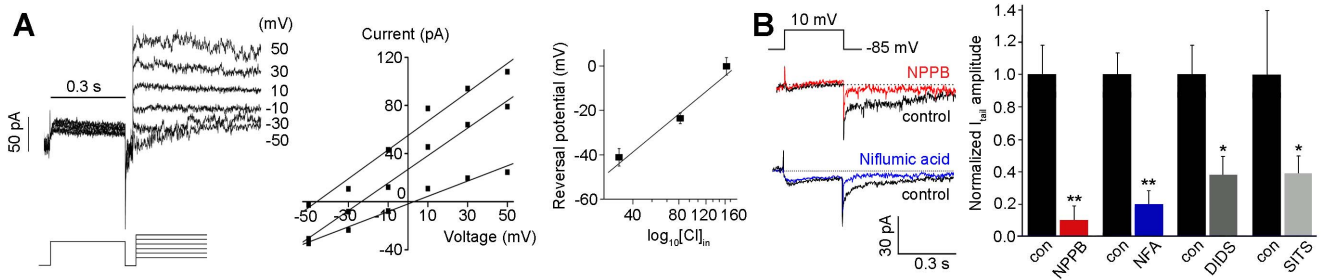 A
(mV)
50
30
10
-10
-30
-50
0.3 s
50 pA
Current (pA)
120
80
40
0
-40
-50
-30
-10
10
30
50
Voltage (mV)
Reversal potential (mV)
0
-20
-40
-60
40
80
120 160
log10[Cl]in
B
10 mV
-85 mV
NPPB
control
Niflumic acid
control
30 pA
0.3 s
Normalized Itail amplitude
1.4
1.2
1.0
0.8
0.6
0.4
0.2
0.0
**
**
*
*
con
NPPB
con
NFA
con
DIDS
con
SITS